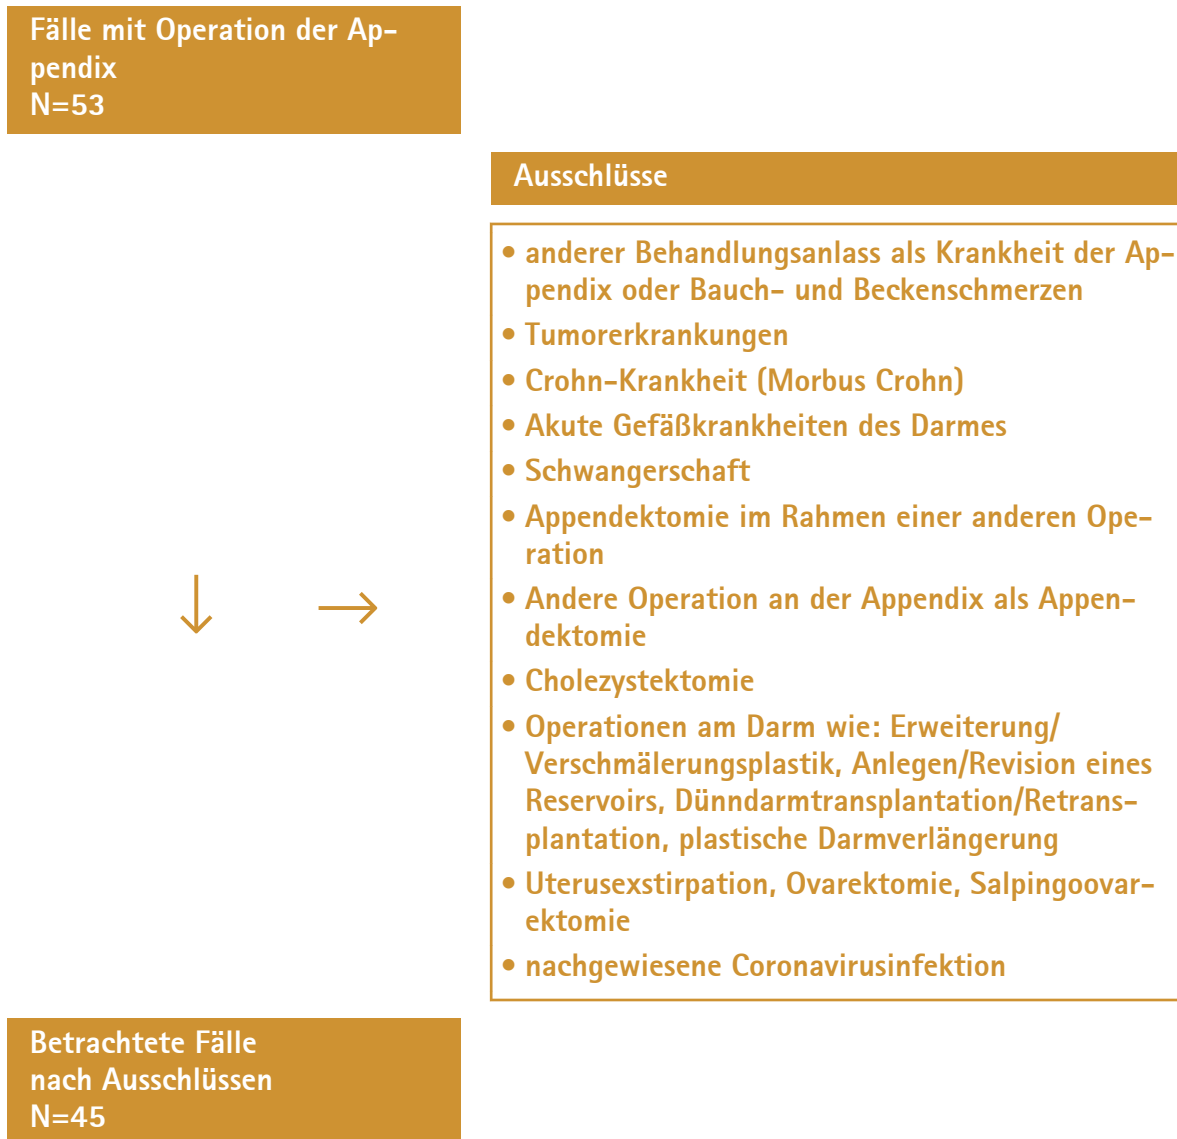 Fälle mit Operation der Ap-
pendix
N=53
Ausschlüsse
• anderer Behandlungsanlass als Krankheit der Ap-
pendix oder Bauch- und Beckenschmerzen
• Tumorerkrankungen
• Crohn-Krankheit (Morbus Crohn)
• Akute Gefäßkrankheiten des Darmes
• Schwangerschaft
• Appendektomie im Rahmen einer anderen Ope-
ration
• Andere Operation an der Appendix als Appen-
dektomie
• Cholezystektomie
• Operationen am Darm wie: Erweiterung/
Verschmälerungsplastik, Anlegen/Revision eines
Reservoirs, Dünndarmtransplantation/Retrans-
plantation, plastische Darmverlängerung
• Uterusexstirpation, Ovarektomie, Salpingoovar-
ektomie
• nachgewiesene Coronavirusinfektion
Betrachtete Fälle
nach Ausschlüssen
N=45